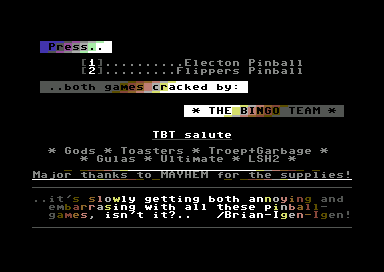 Press..
[1]..........Electon Pinball
[2].........Flippers Pinball
..both games cracked by:
* THE BINGO TEAM *
TBT salute
* Gods * Toasters * Troep+Garbage *
* Gulas * Ultimate * LSH2 *
Major thanks to MAYHEM for the supplies!
..it's slowly getting both annoying and
embarrasing with all these pinball-
games, isn't it?.. /Brian-Igen-Igen!